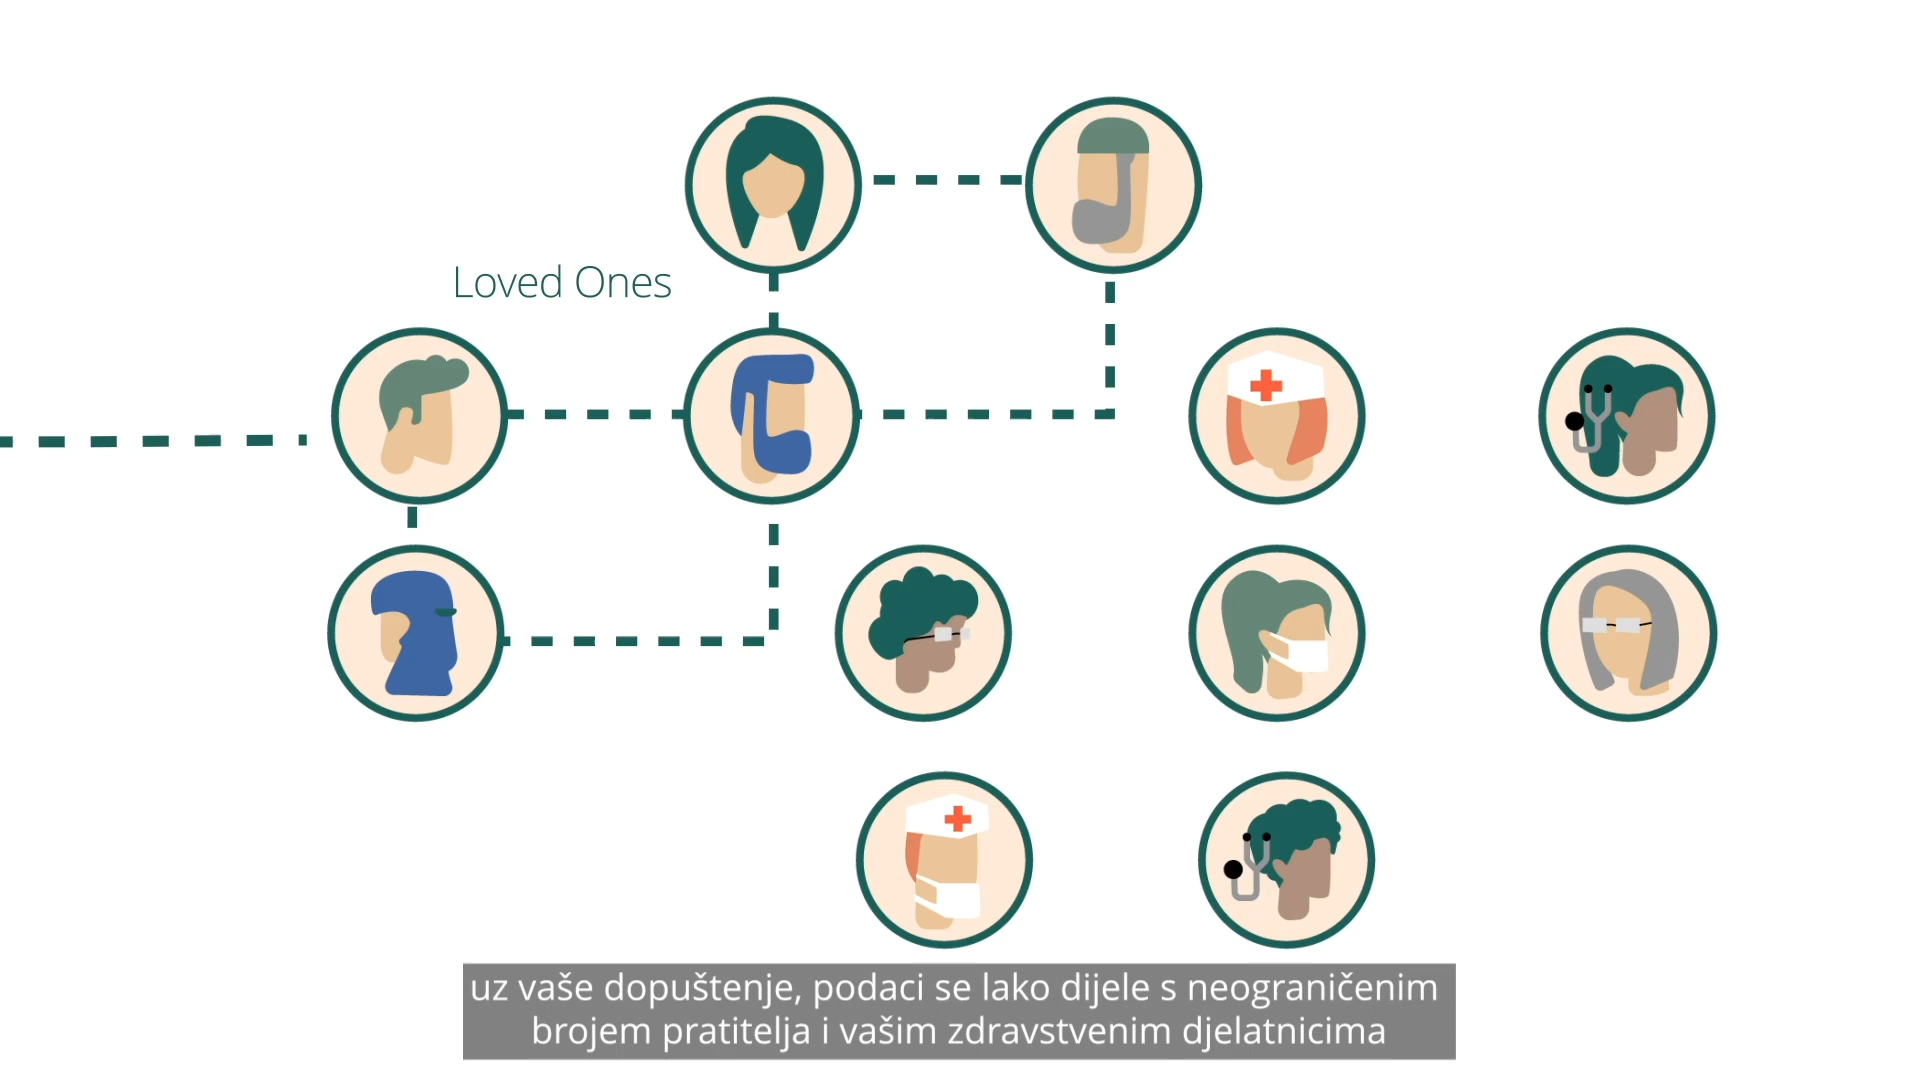 Loved Ones
uz vaše dopuštenje, podaci se lako dijele s neograničenim
brojem pratitelja i vašim zdravstvenim djelatnicima